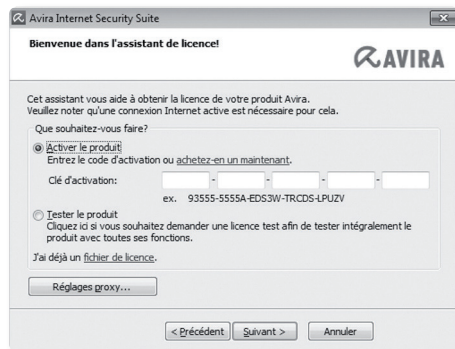 Avira Internet Security Suite
Bienvenue dans l'assistant de licence!
AVIRA
Cet assistant vous aide à obtenir la licence de votre produit Avira.
Veuillez noter qu'une connexion Internet active est nécessaire pour cela.
Que souhaitez-vous faire?
Activer le produit
Entrez le code d'activation ou achetez-en un maintenant.
Clé d'activation: - - - -
ex. 93555-5555A-EDS3W-TRCDS-LPUZV
Tester le produit
Cliquez ici si vous souhaitez demander une licence test afin de tester intégralement le
produit avec toutes ses fonctions.
J'ai déjà un fichier de licence.
Réglages proxy...
< Précédent Suivant > Annuler